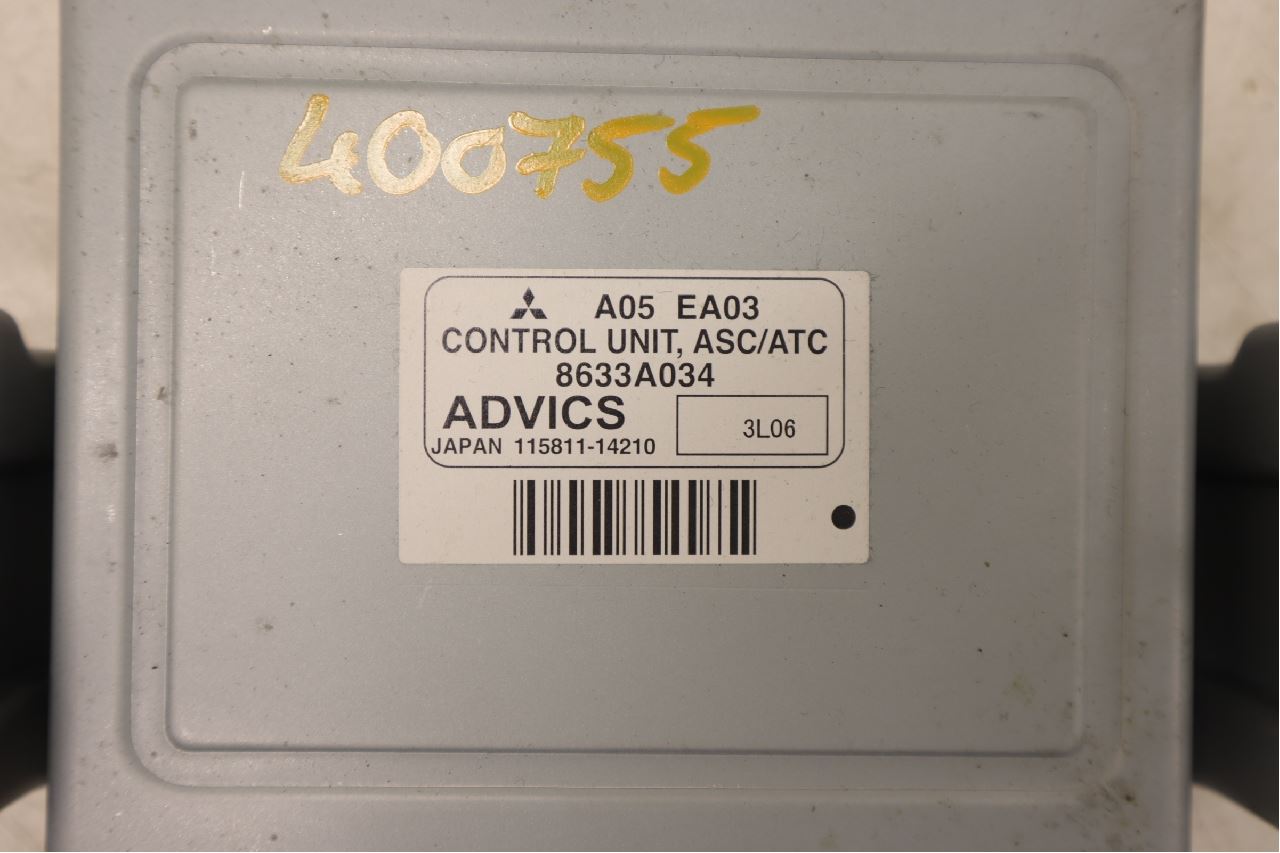 400755
A05 EA03
CONTROL UNIT, ASC/ATC
8633A034
ADVICS
3L06
JAPAN 115811-14210